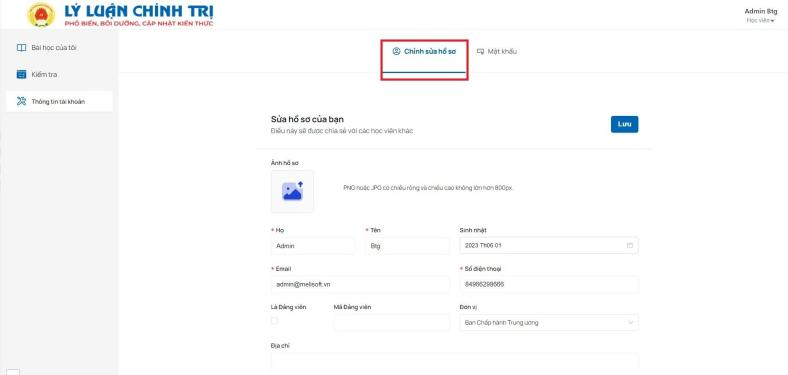 LÝ LUẬN CHÍNH TRỊ
PHỔ BIẾN, BỒI DƯỠNG, CẬP NHẬT KIẾN THỨC
Admin Btg
Học viên
Bài học của tôi
Chỉnh sửa hồ sơ
Mật khẩu
Kiểm tra
Thông tin tài khoản
Sửa hồ sơ của bạn
Điều này sẽ được chia sẻ với các học viên khác
Lưu
Ảnh hồ sơ
PNG hoặc JPG có chiều rộng và chiều cao không lớn hơn 800px.
* Họ
* Tên
Sinh nhật
Admin
Btg
2023 Th06 01
* Email
* Số điện thoại
admin@melisoft.vn
84966298666
Là Đảng viên
Mã Đảng viên
Đơn vị
Ban Chấp hành Trung ương
Địa chỉ